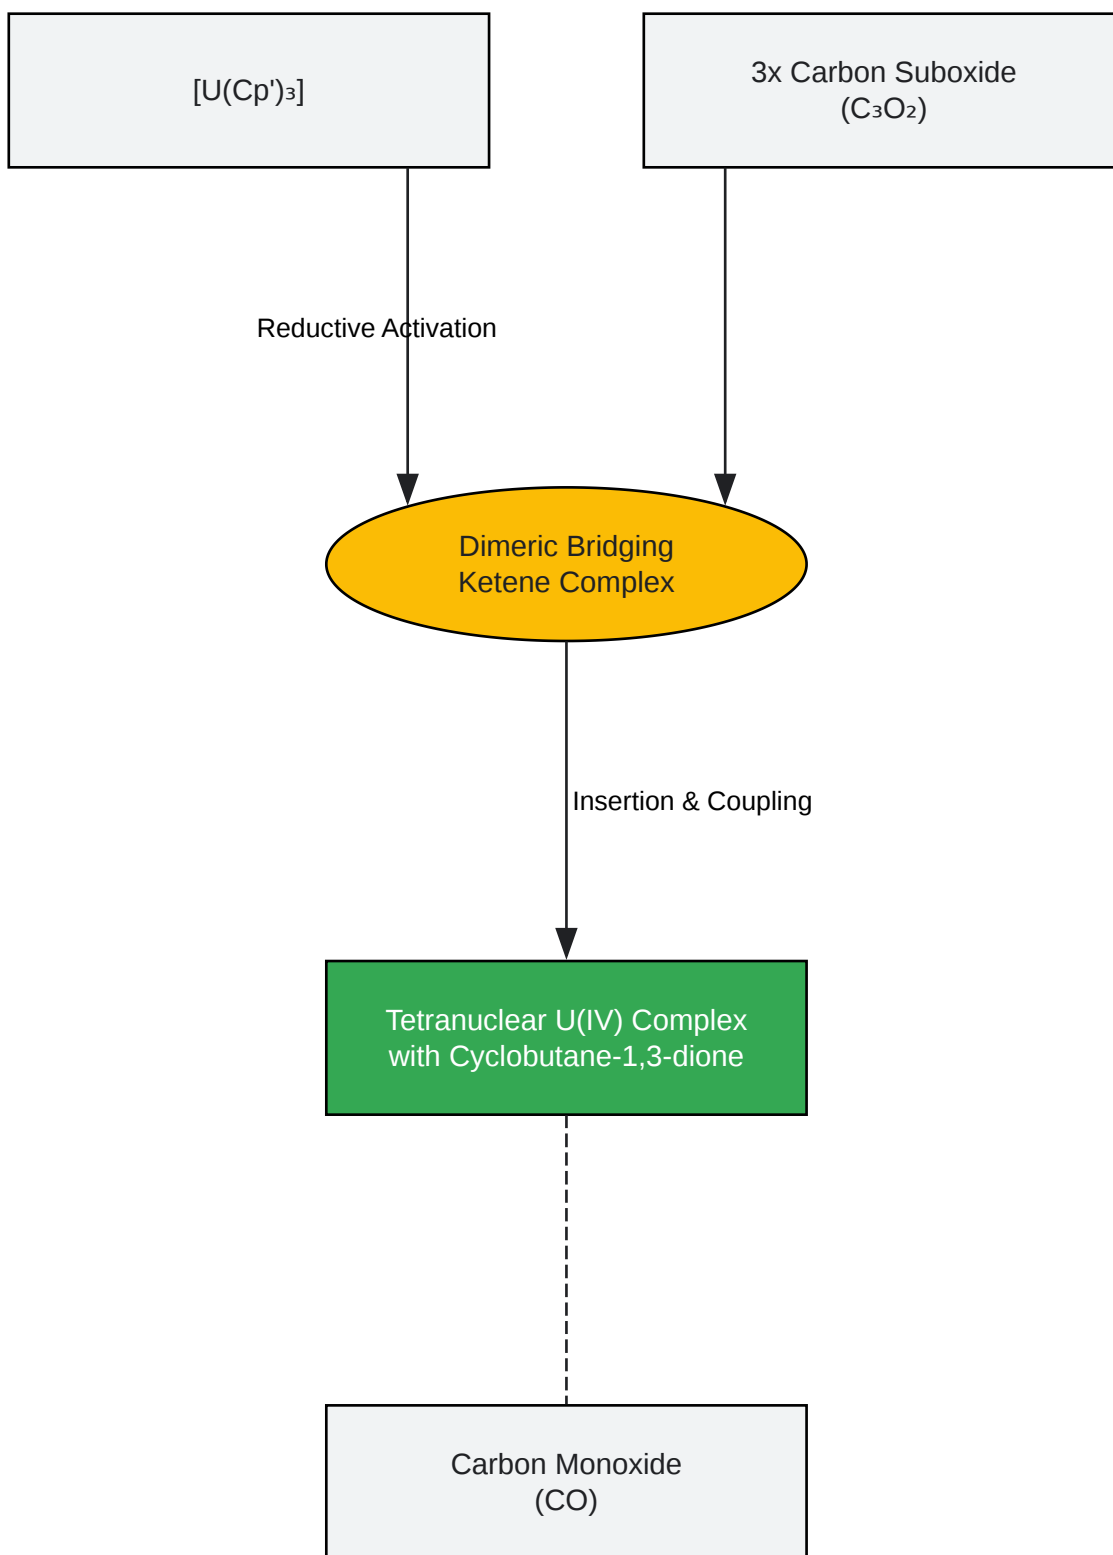 [U(Cp')₃]
3x Carbon Suboxide
(C₃O₂)
Reductive Activation
Dimeric Bridging
Ketene Complex
Insertion & Coupling
Tetranuclear U(IV) Complex
with Cyclobutane-1,3-dione
Carbon Monoxide
(CO)